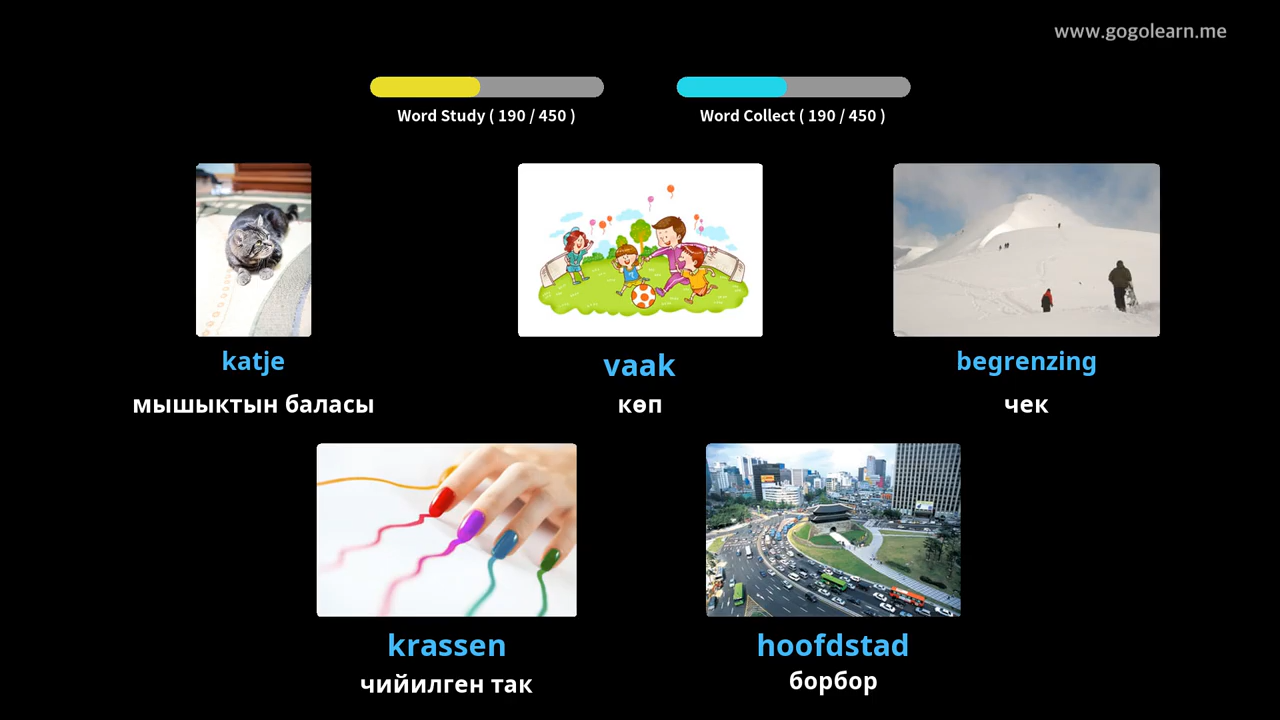 www.gogolearn.me
Word Study ( 190 / 450 )
Word Collect ( 190 / 450 )
katje
vaak
begrenzing
мышыктын баласы
көп
чек
krassen
hoofdstad
чийилген так
борбор